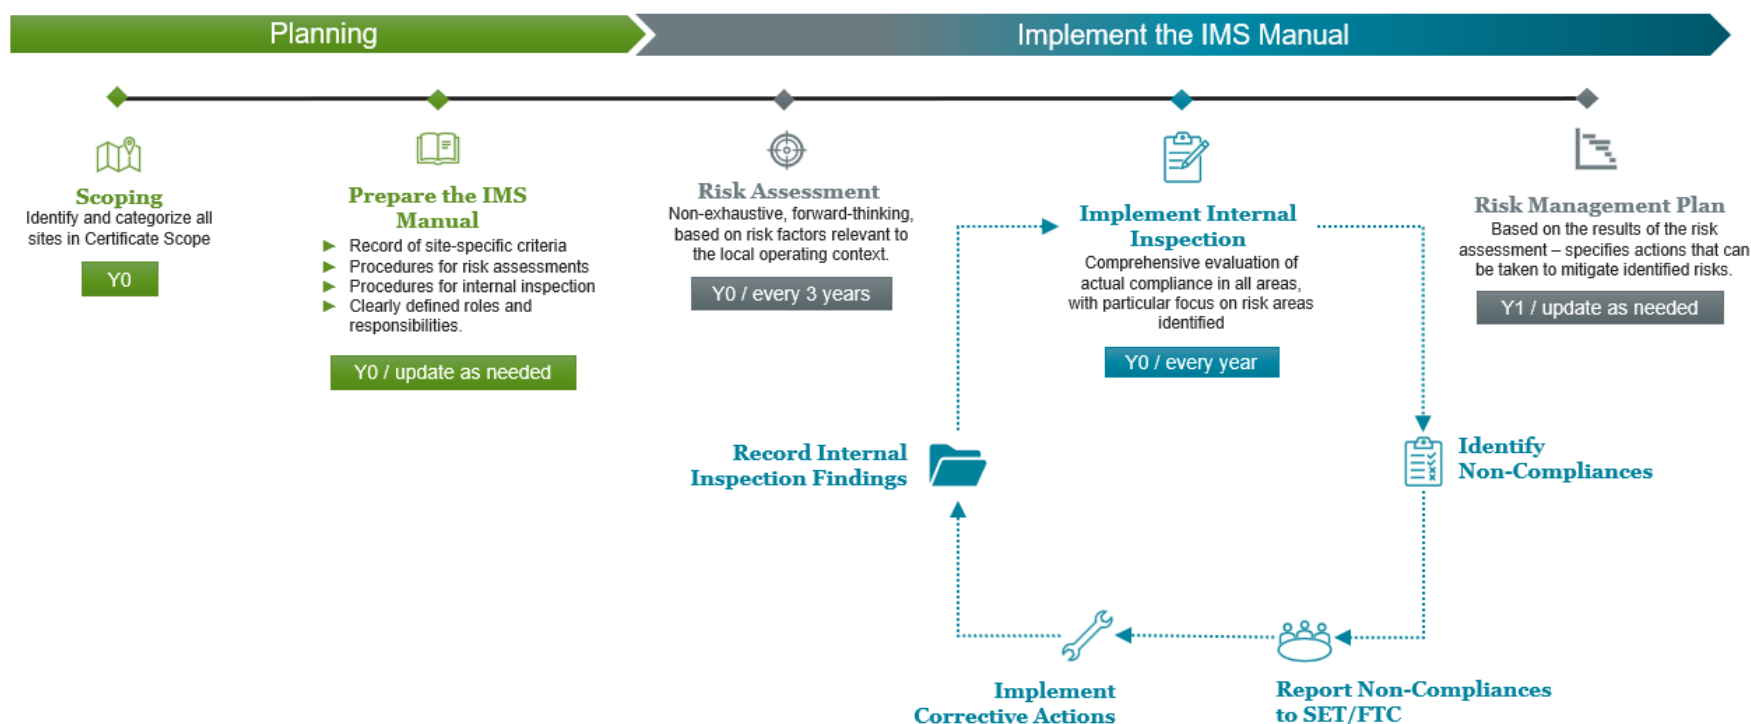 Planning
Implement the IMS Manual
Scoping
Identify and categorize all
sites in Certificate Scope
Y0
Prepare the IMS
Manual
Record of site-specific criteria
Procedures for risk assessments
Procedures for internal inspection
Clearly defined roles and
responsibilities.
Y0 / update as needed
Risk Assessment
Non-exhaustive, forward-thinking,
based on risk factors relevant to
the local operating context.
Y0 / every 3 years
Implement Internal
Inspection
Comprehensive evaluation of
actual compliance in all areas,
with particular focus on risk areas
identified
Y0 / every year
Risk Management Plan
Based on the results of the risk
assessment – specifies actions that can
be taken to mitigate identified risks.
Y1 / update as needed
Identify
Non-Compliances
Report Non-Compliances
to SET/FTC
Implement
Corrective Actions
Record Internal
Inspection Findings